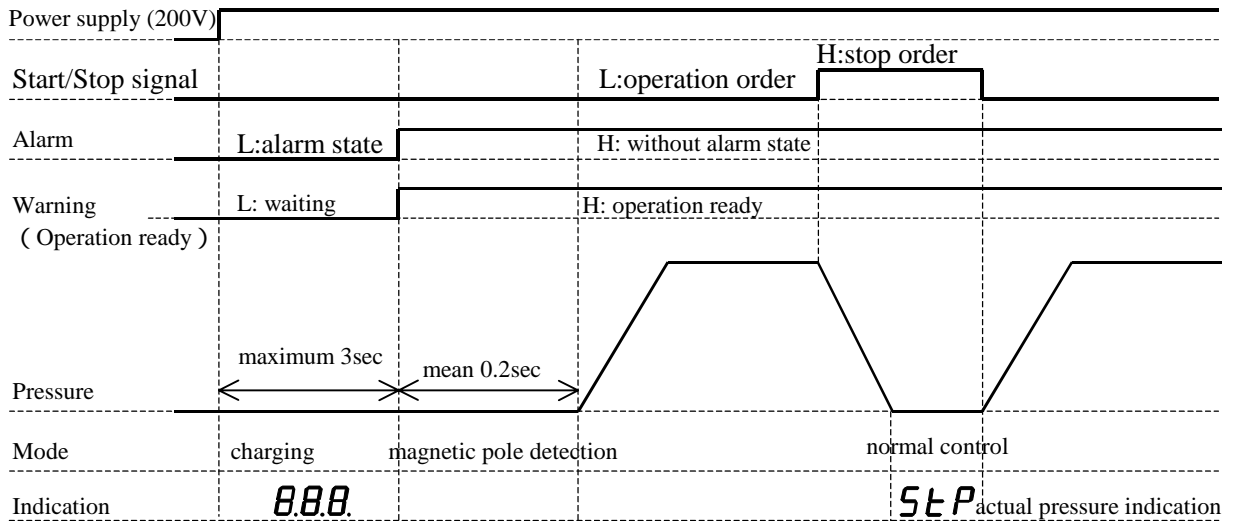 Power supply (200V)
H:stop order
Start/Stop signal L:operation order
Alarm L:alarm state H: without alarm state
Warning L: waiting H: operation ready
( Operation ready )
maximum 3sec mean 0.2sec
Pressure
Mode charging magnetic pole detection normal control
Indication 8.8.8. StP actual pressure indication